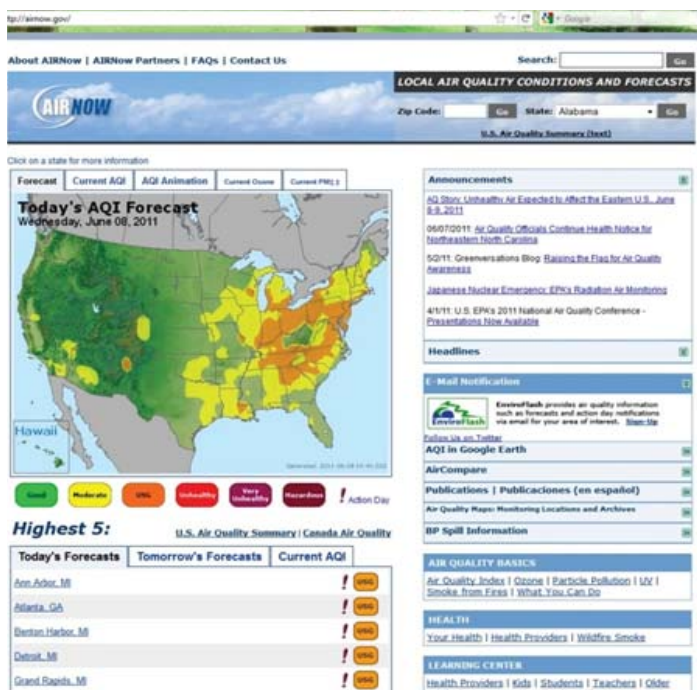 tp://airnow.gov/
Google
About AIRNow | AIRNow Partners | FAQs | Contact Us
Search:
Go
LOCAL AIR QUALITY CONDITIONS AND FORECASTS
AIRNOW
Zip Code:
Go
State: Alabama
Go
U.S. Air Quality Summary (text)
Click on a state for more information
Forecast
Current AQI
AQI Animation
Current Ozone
Current PM2.5
Today's AQI Forecast
Wednesday, June 08, 2011
Hawaii
Good
Moderate
USG
Unhealthy
Very Unhealthy
Hazardous
! Action Day
Highest 5:
U.S. Air Quality Summary | Canada Air Quality
Today's Forecasts
Tomorrow's Forecasts
Current AQI
Ann Arbor, MI ! USG
Atlanta, GA ! USG
Benton Harbor, MI ! USG
Detroit, MI ! USG
Grand Rapids, MI ! USG
Announcements
AQ Story: Unhealthy Air Expected to Affect the Eastern U.S., June
8-9, 2011
06/07/2011: Air Quality Officials Continue Health Notice for
Northeastern North Carolina
5/2/11: Greenversations Blog: Raising the Flag for Air Quality
Awareness
Japanese Nuclear Emergency: EPA's Radiation Air Monitoring
4/1/11: U.S. EPA's 2011 National Air Quality Conference -
Presentations Now Available
Headlines
E-Mail Notification
EnviroFlash
EnviroFlash provides air quality information
such as forecasts and action day notifications
via email for your area of interest. Sign-Up
Follow Us on Twitter
AQI in Google Earth
AirCompare
Publications | Publicaciones (en español)
Air Quality Maps: Monitoring Locations and Archives
BP Spill Information
AIR QUALITY BASICS
Air Quality Index | Ozone | Particle Pollution | UV |
Smoke from Fires | What You Can Do
HEALTH
Your Health | Health Providers | Wildfire Smoke
LEARNING CENTER
Health Providers | Kids | Students | Teachers | Older